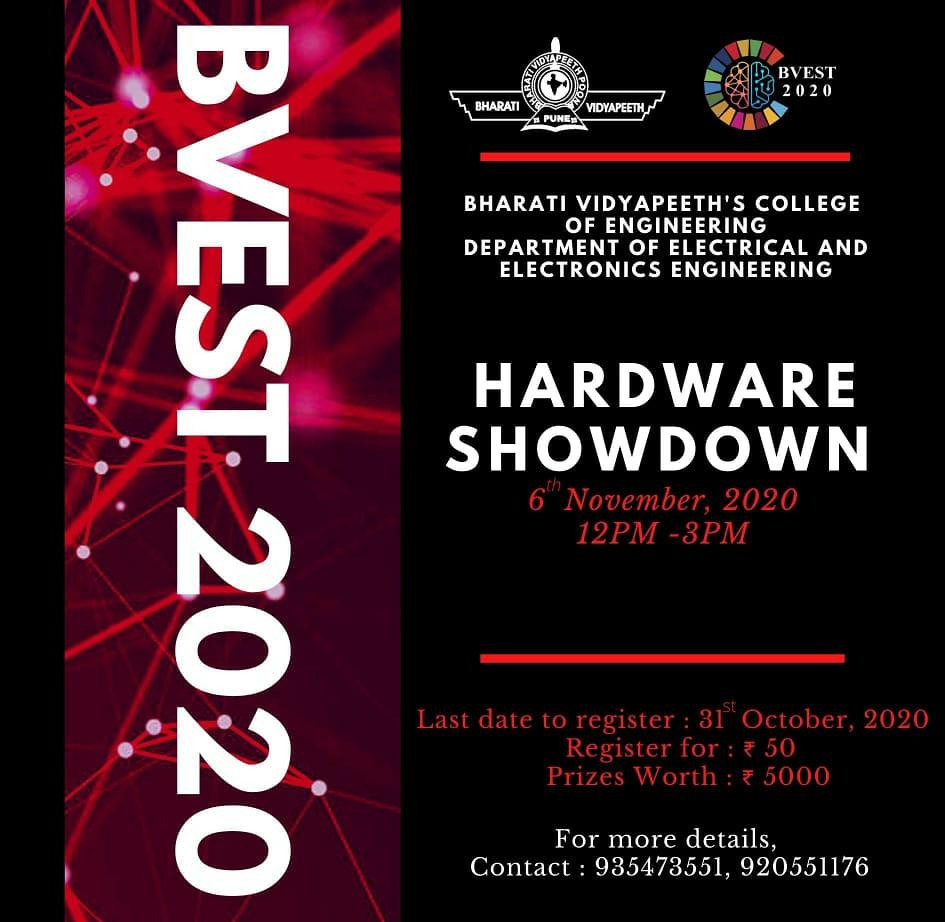 BVEST 2020
BHARATI VIDYAPEETH POONA
BHARATI VIDYAPEETH
PUNE
BVEST
2020
BHARATI VIDYAPEETH'S COLLEGE
OF ENGINEERING
DEPARTMENT OF ELECTRICAL AND
ELECTRONICS ENGINEERING
HARDWARE
SHOWDOWN
6th November, 2020
12PM -3PM
Last date to register : 31st October, 2020
Register for : ₹ 50
Prizes Worth : ₹ 5000
For more details,
Contact : 935473551, 920551176